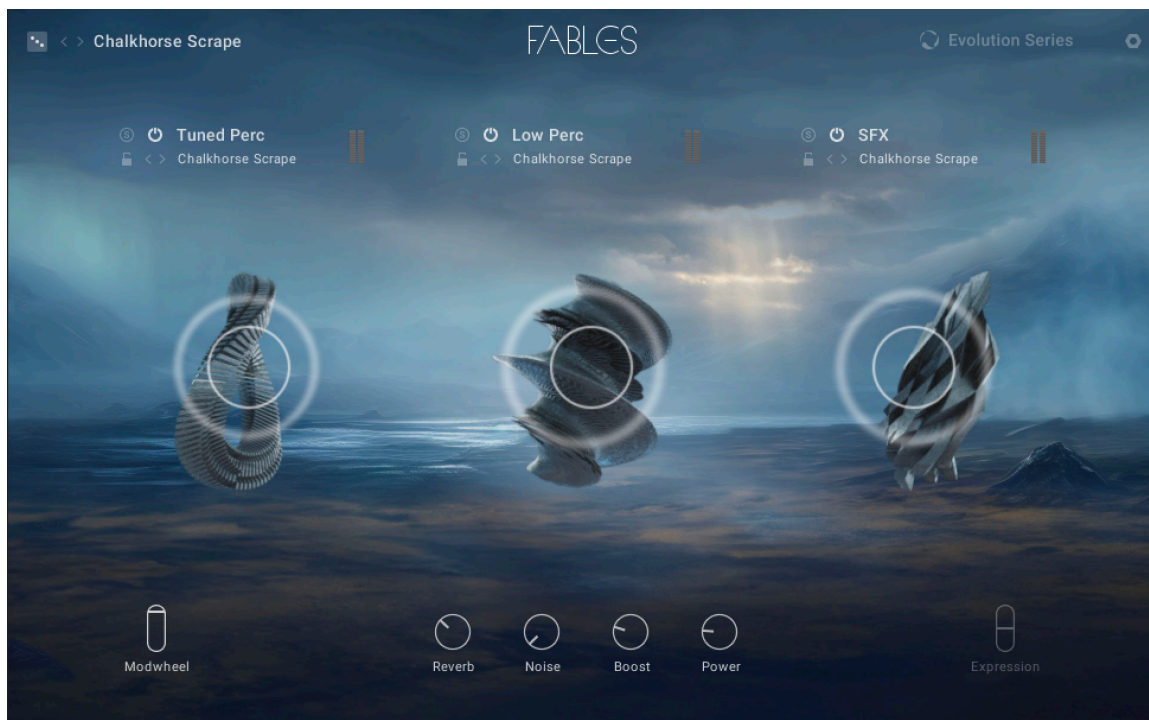 Chalkhorse Scrape
FABLES
Evolution Series
S Tuned Perc
Chalkhorse Scrape
S Low Perc
Chalkhorse Scrape
S SFX
Chalkhorse Scrape
Modwheel
Reverb
Noise
Boost
Power
Expression